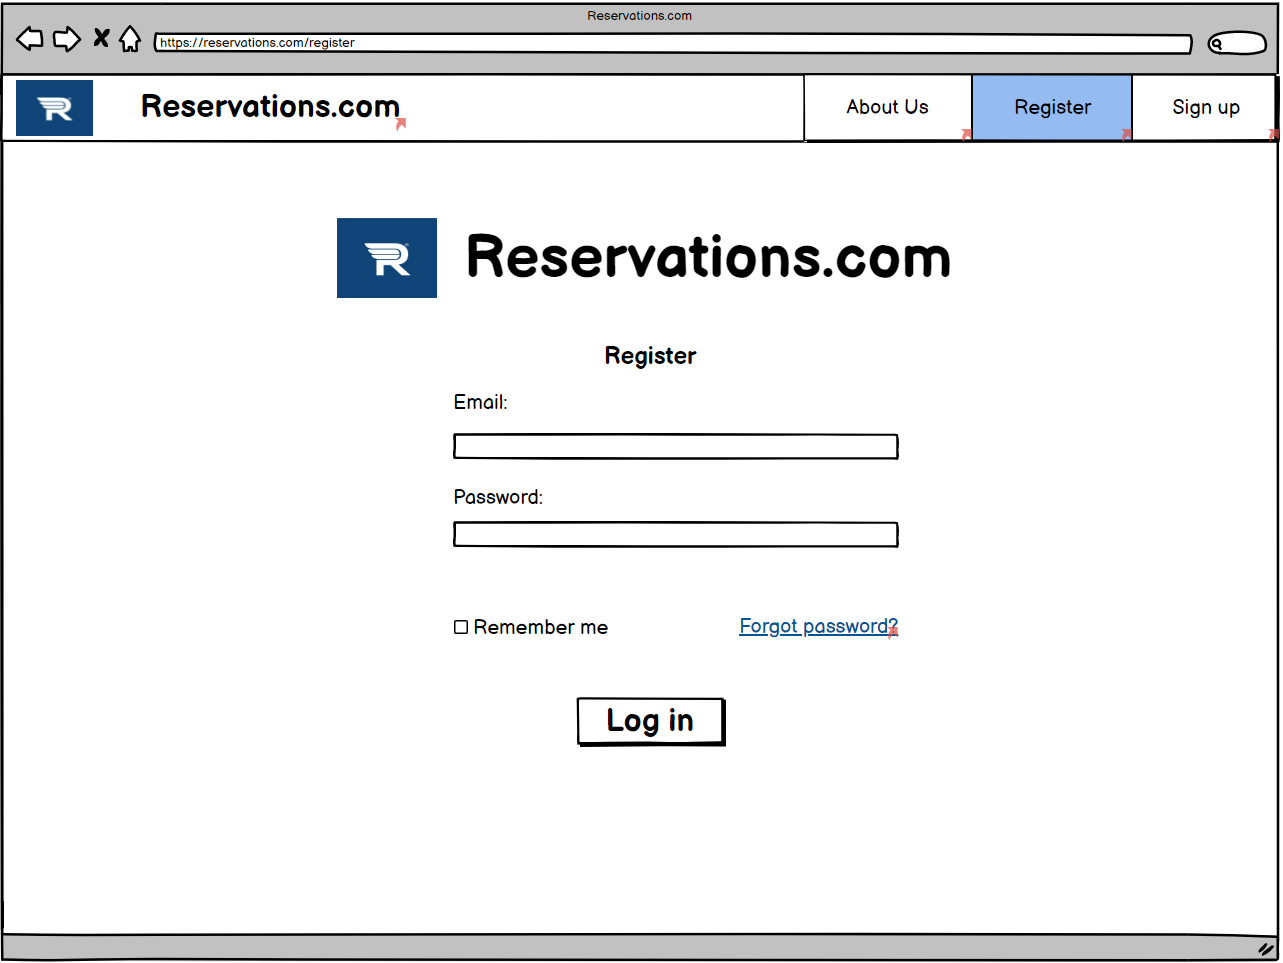 Reservations.com
https://reservations.com/register
R
Reservations.com
About Us
Register
Sign up
R
Reservations.com
Register
Email:
Password:
Remember me
Forgot password?
Log in